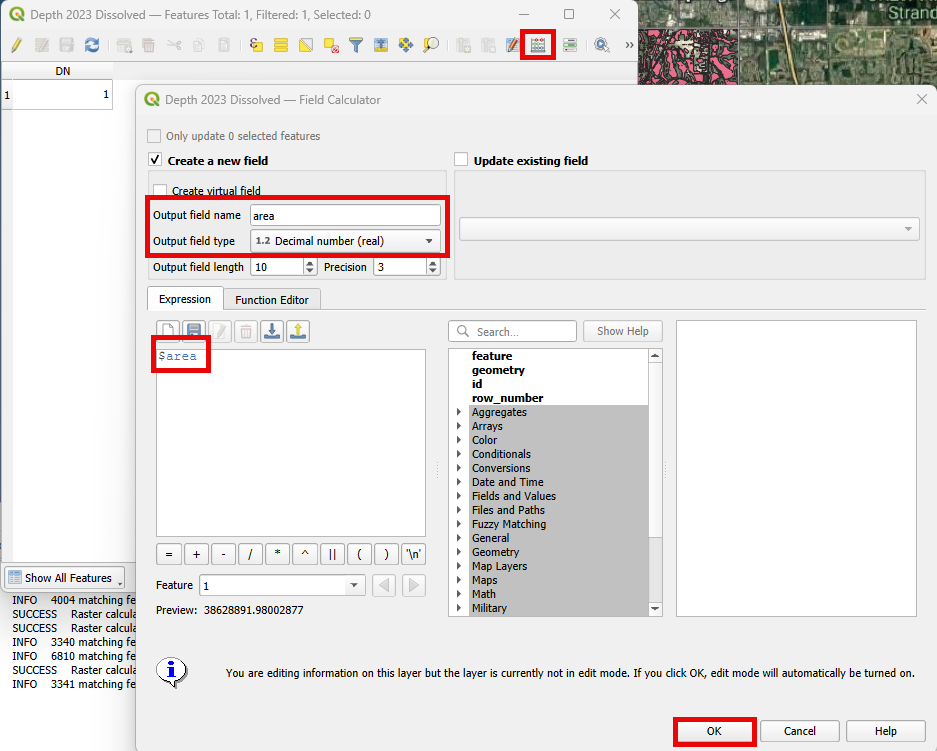 Depth 2023 Dissolved — Features Total: 1, Filtered: 1, Selected: 0
Strand
»
DN
1 1
Depth 2023 Dissolved — Field Calculator
Only update 0 selected features
Create a new field
Update existing field
Create virtual field
Output field name area
Output field type 1.2 Decimal number (real)
Output field length 10 Precision 3
Expression Function Editor
Search... Show Help
$area
feature
geometry
id
row_number
Aggregates
Arrays
Color
Conditionals
Conversions
Date and Time
Fields and Values
Files and Paths
Fuzzy Matching
General
Geometry
Map Layers
Maps
Math
Military
= + - / * ^ || ( ) '\n'
Feature 1
Preview: 38628891.98002877
Show All Features
INFO 4004 matching fe
SUCCESS Raster calcula
SUCCESS Raster calcula
INFO 3340 matching fe
INFO 6810 matching fe
SUCCESS Raster calcula
INFO 3341 matching fe
You are editing information on this layer but the layer is currently not in edit mode. If you click OK, edit mode will automatically be turned on.
OK Cancel Help